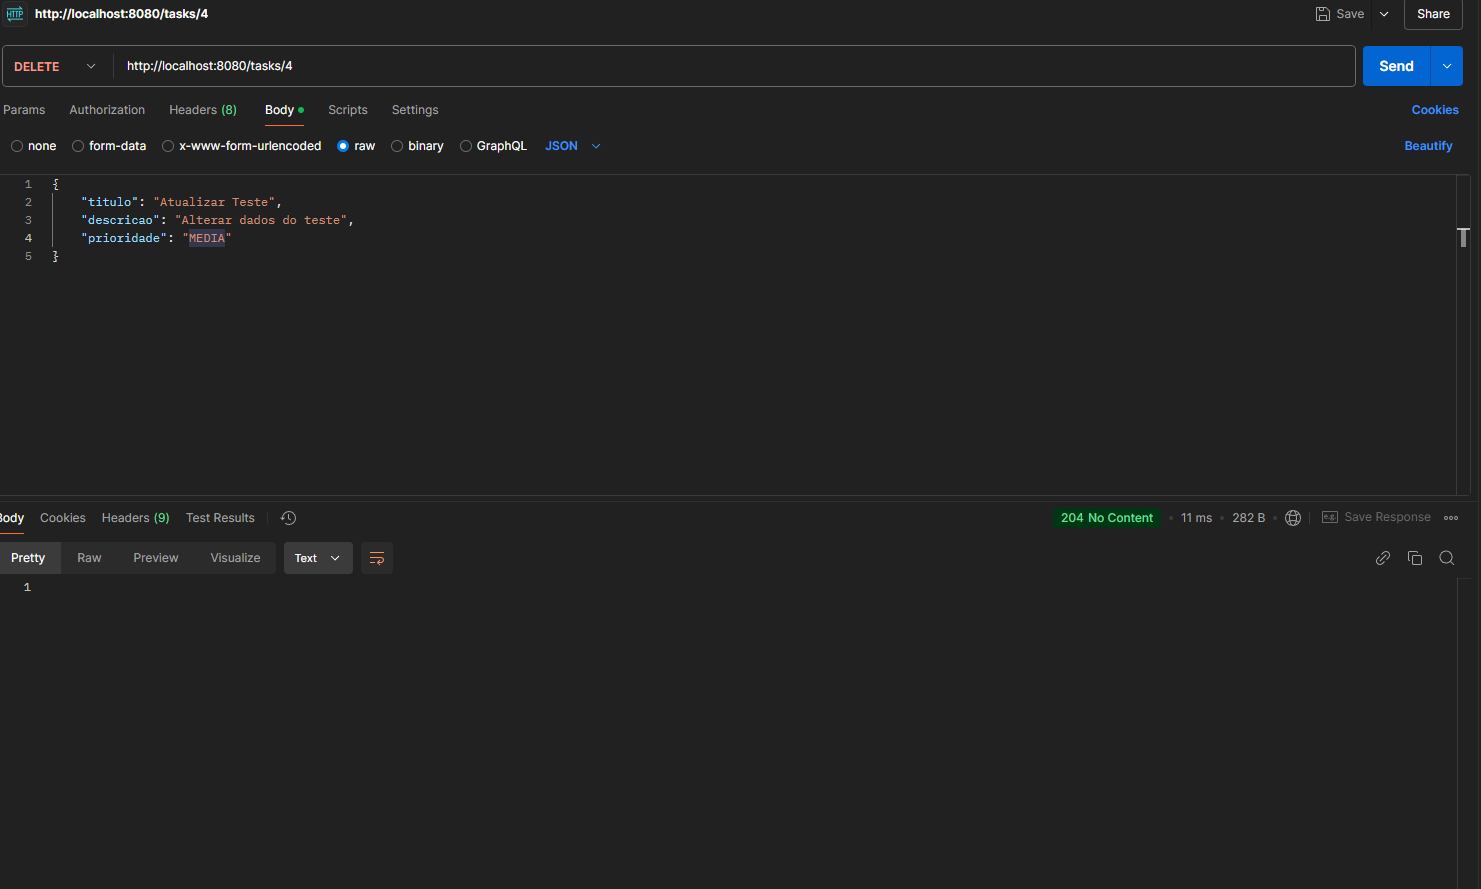 HTTP http://localhost:8080/tasks/4 Save Share
DELETE http://localhost:8080/tasks/4 Send
Params Authorization Headers (8) Body Scripts Settings Cookies
none form-data x-www-form-urlencoded raw binary GraphQL JSON Beautify
1 {
2 "titulo": "Atualizar Teste",
3 "descricao": "Alterar dados do teste",
4 "prioridade": "MEDIA"
5 }
Body Cookies Headers (9) Test Results 204 No Content • 11 ms • 282 B • e.g. Save Response
Pretty Raw Preview Visualize Text
1